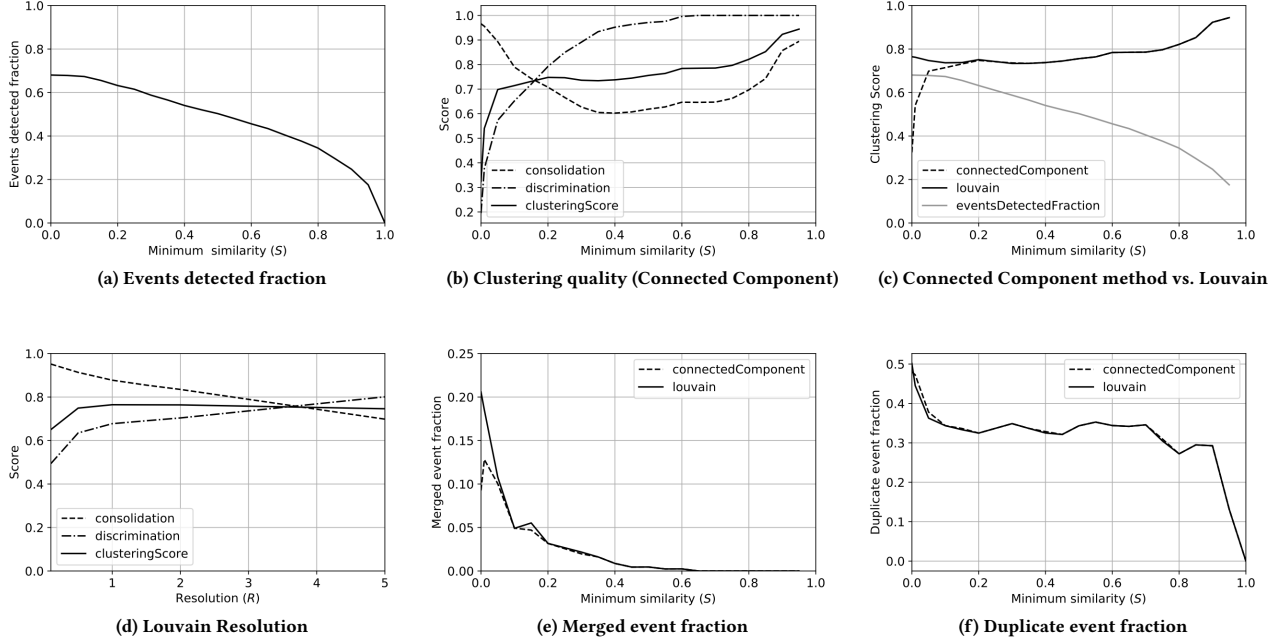 1.0
0.8
0.6
0.4
0.2
0.0
Events detected fraction
0.0 0.2 0.4 0.6 0.8 1.0
Minimum similarity (S)
(a) Events detected fraction
1.0
0.9
0.8
0.7
0.6
0.5
0.4
0.3
0.2
Score
consolidation
discrimination
clusteringScore
0.0 0.2 0.4 0.6 0.8 1.0
Minimum similarity (S)
(b) Clustering quality (Connected Component)
1.0
0.8
0.6
0.4
0.2
0.0
Clustering Score
connectedComponent
louvain
eventsDetectedFraction
0.0 0.2 0.4 0.6 0.8 1.0
Minimum similarity (S)
(c) Connected Component method vs. Louvain
1.0
0.8
0.6
0.4
0.2
0.0
Score
consolidation
discrimination
clusteringScore
1 2 3 4 5
Resolution (R)
(d) Louvain Resolution
0.25
0.20
0.15
0.10
0.05
0.00
Merged event fraction
connectedComponent
louvain
0.0 0.2 0.4 0.6 0.8 1.0
Minimum similarity (S)
(e) Merged event fraction
0.5
0.4
0.3
0.2
0.1
0.0
Duplicate event fraction
connectedComponent
louvain
0.0 0.2 0.4 0.6 0.8 1.0
Minimum similarity (S)
(f) Duplicate event fraction